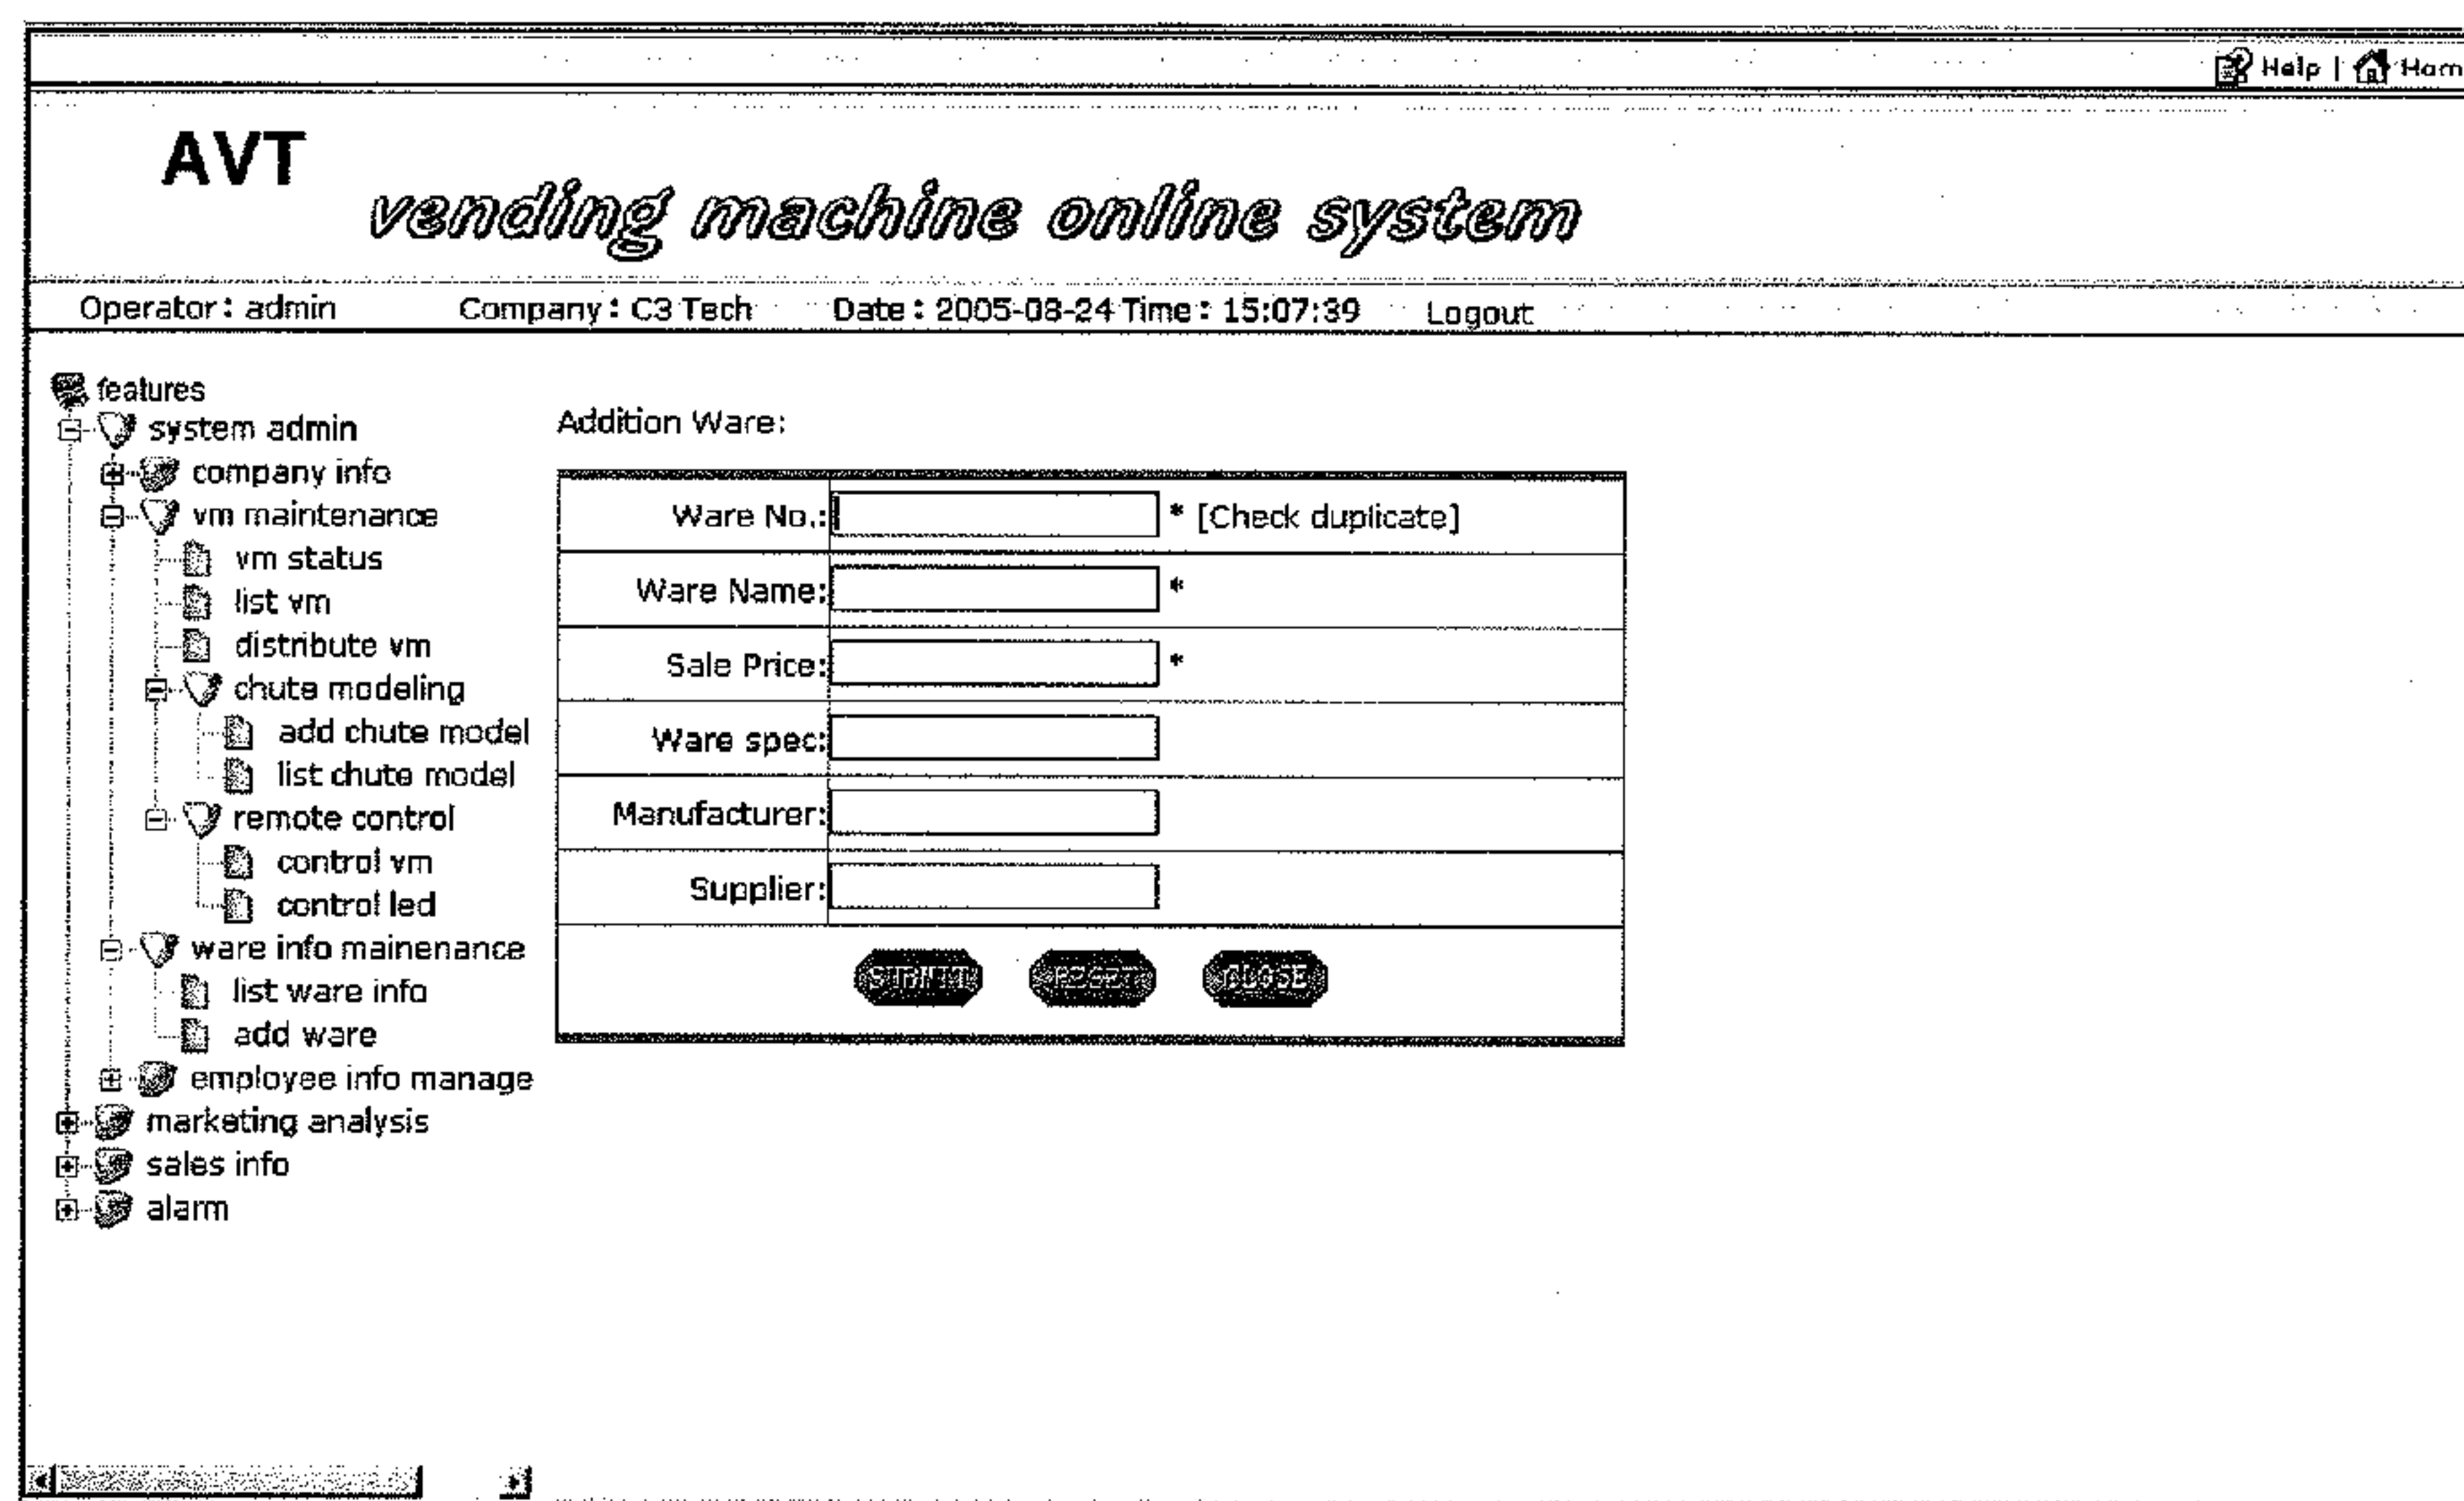 Help | Hom
AVT
vending machine online system
Operator: admin Company: C3 Tech Date: 2005-08-24 Time: 15:07:39 Logout
features
system admin
company info
vm maintenance
vm status
list vm
distribute vm
chute modeling
add chute model
list chute model
remote control
control vm
control led
ware info mainenance
list ware info
add ware
employee info manage
marketing analysis
sales info
alarm
Addition Ware:
Ware No.: * [Check duplicate]
Ware Name: *
Sale Price: *
Ware spec:
Manufacturer:
Supplier:
SUBMIT RESET CLOSE